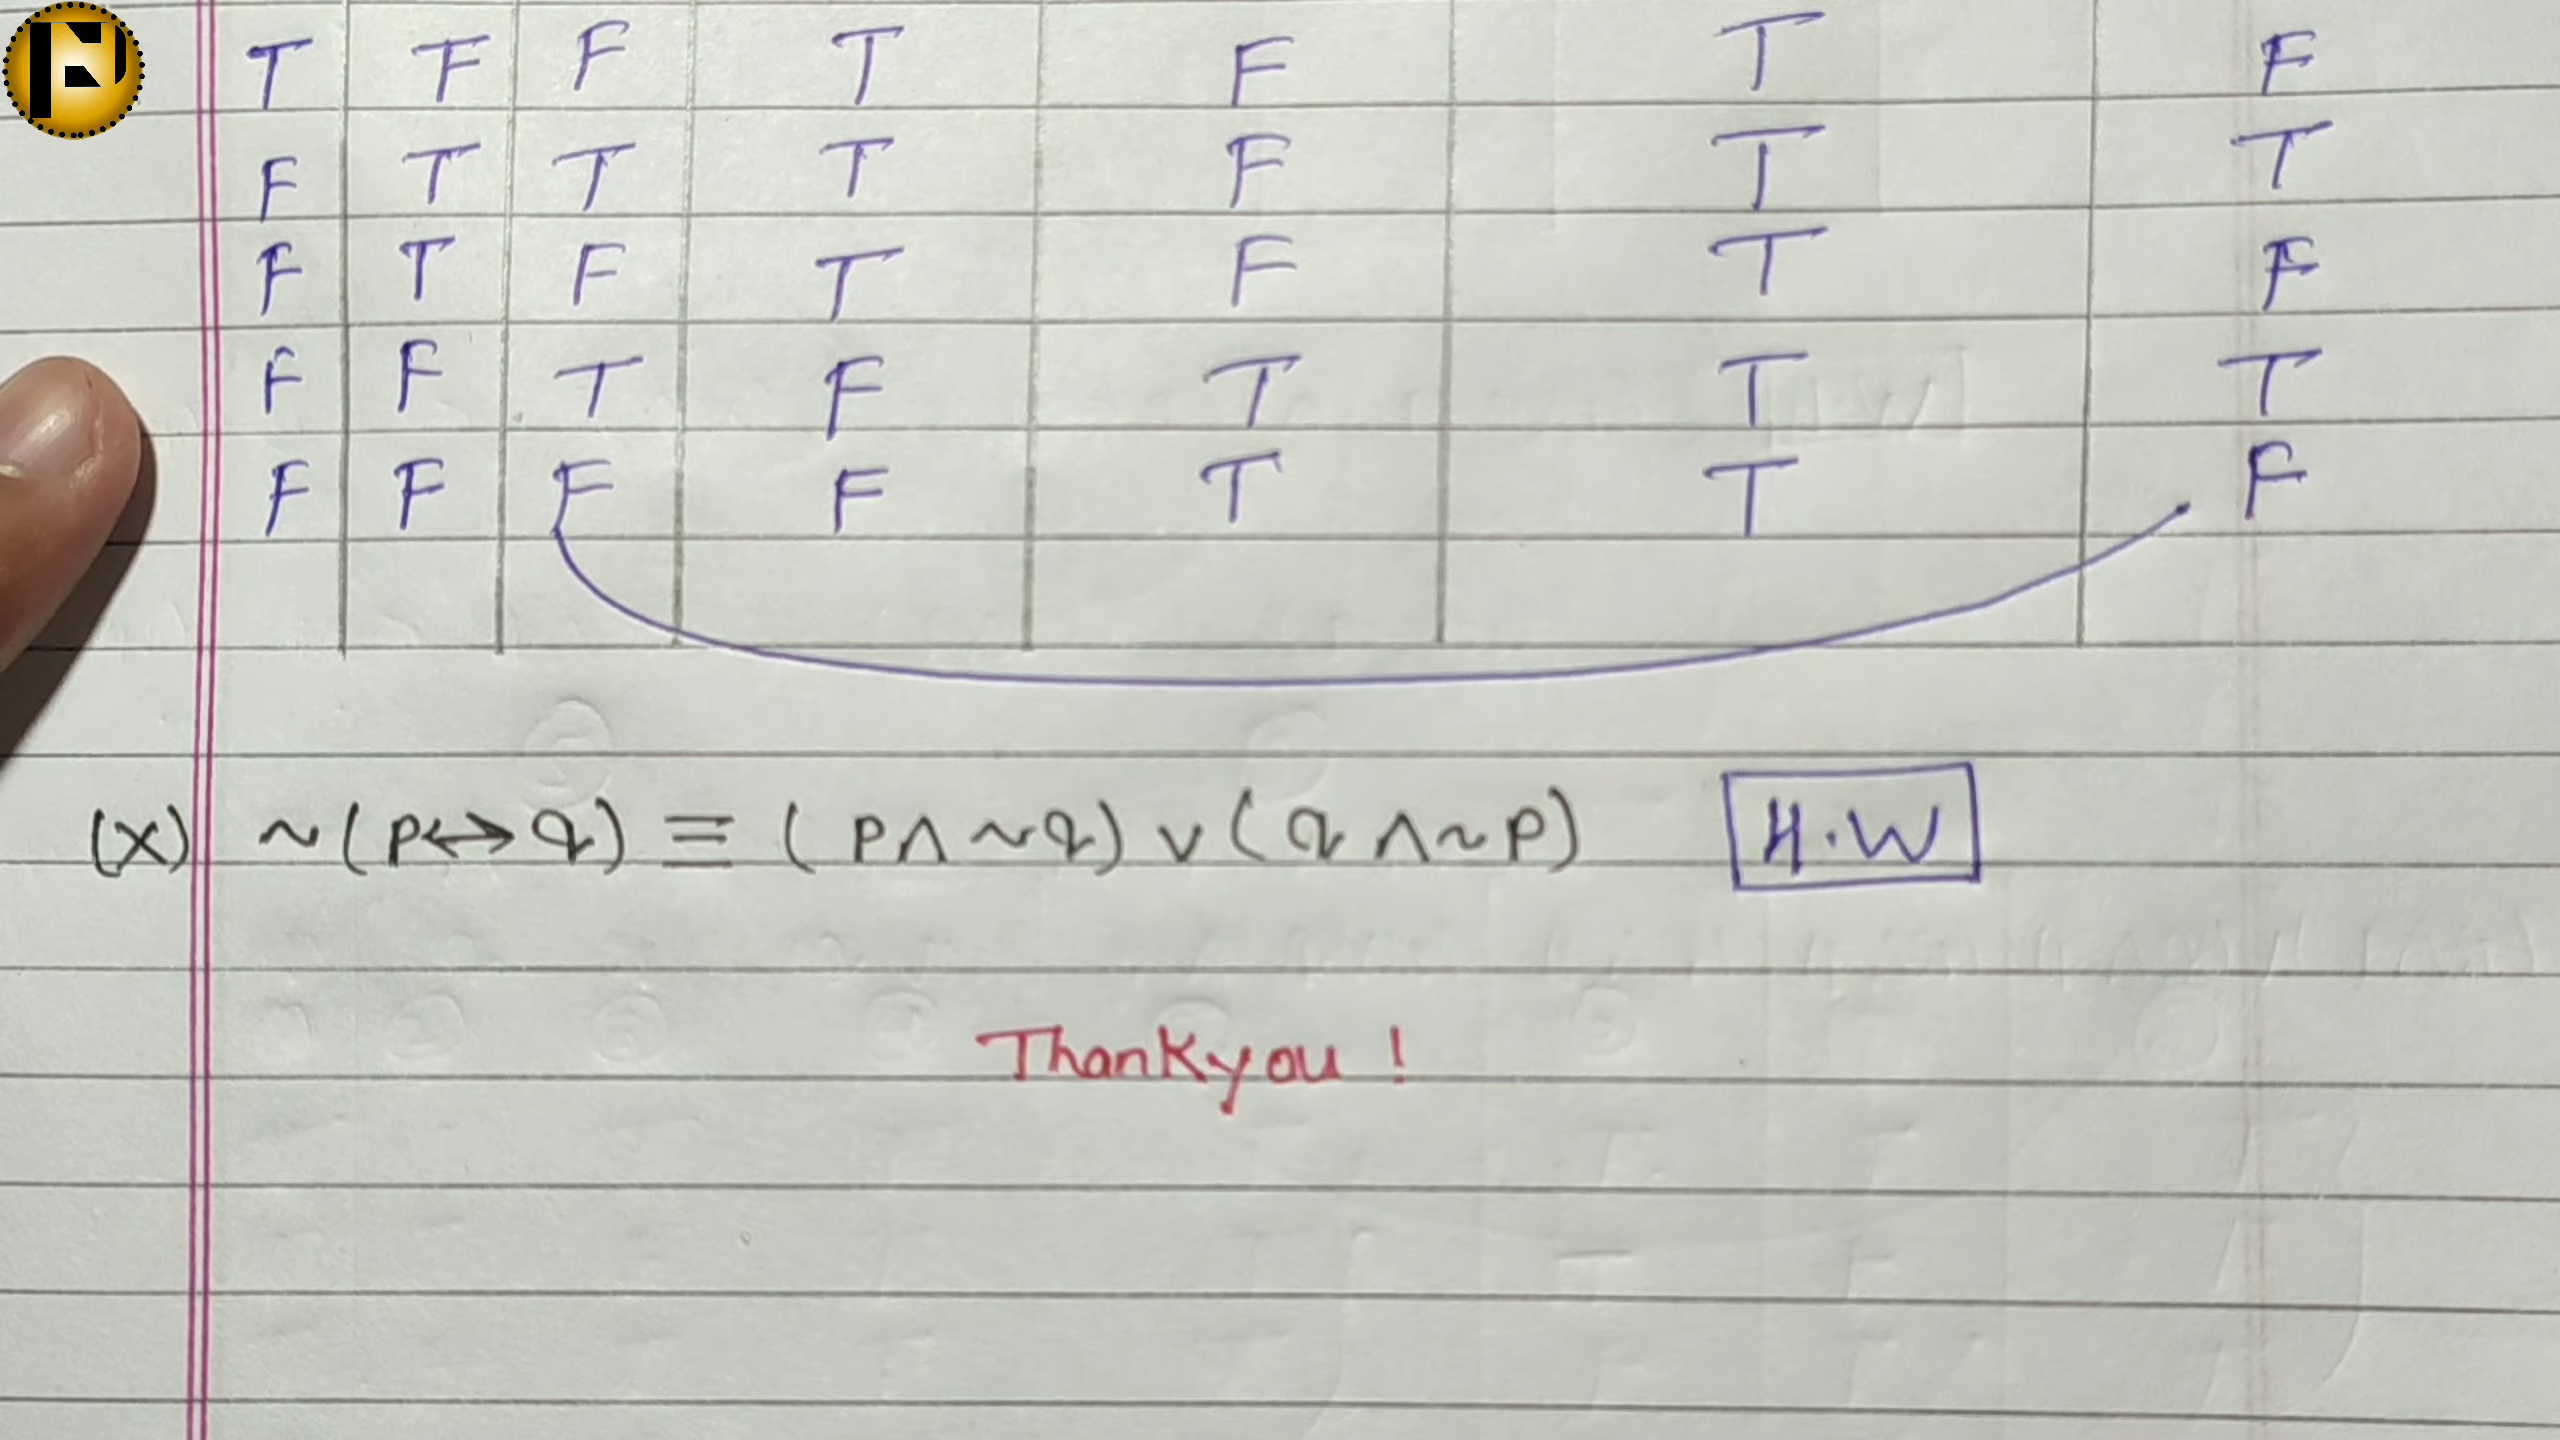 T F F T F T F
F T T T F T T
F T F T F T F
F F T F T T T
F F F F T T F
(X) ~(p↔q) ≡ (p∧~q)∨(q∧~p) H.W
Thankyou !